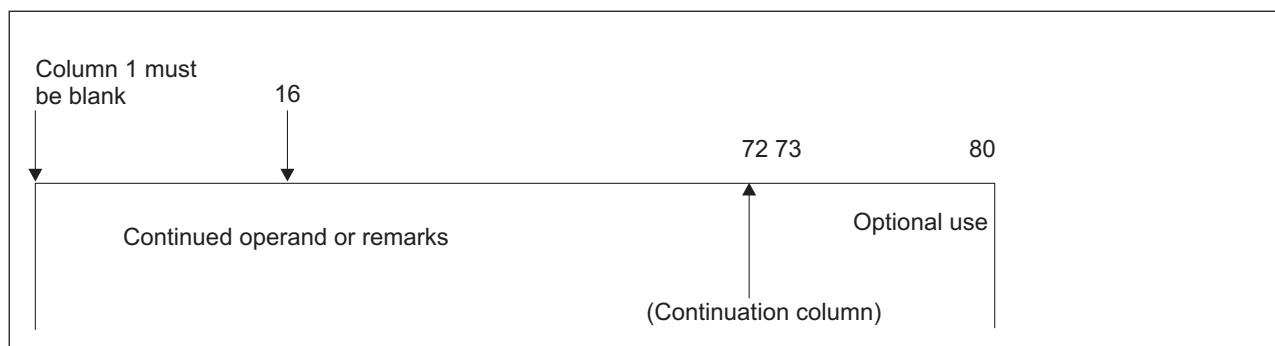 Column 1 must
be blank
16
72 73
80
Continued operand or remarks
Optional use
(Continuation column)